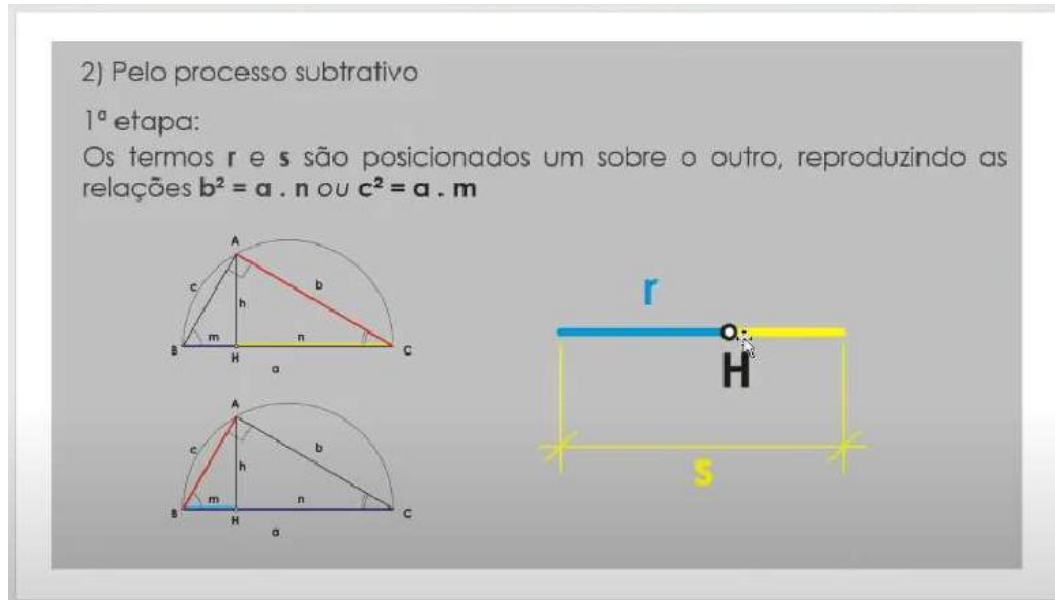 2) Pelo processo subtrativo
1ª etapa:
Os termos r e s são posicionados um sobre o outro, reproduzindo as
relações b² = a . n ou c² = a . m
A
c
b
h
m
n
B
H
C
a
r
H
s
A
c
b
h
m
n
B
H
C
a